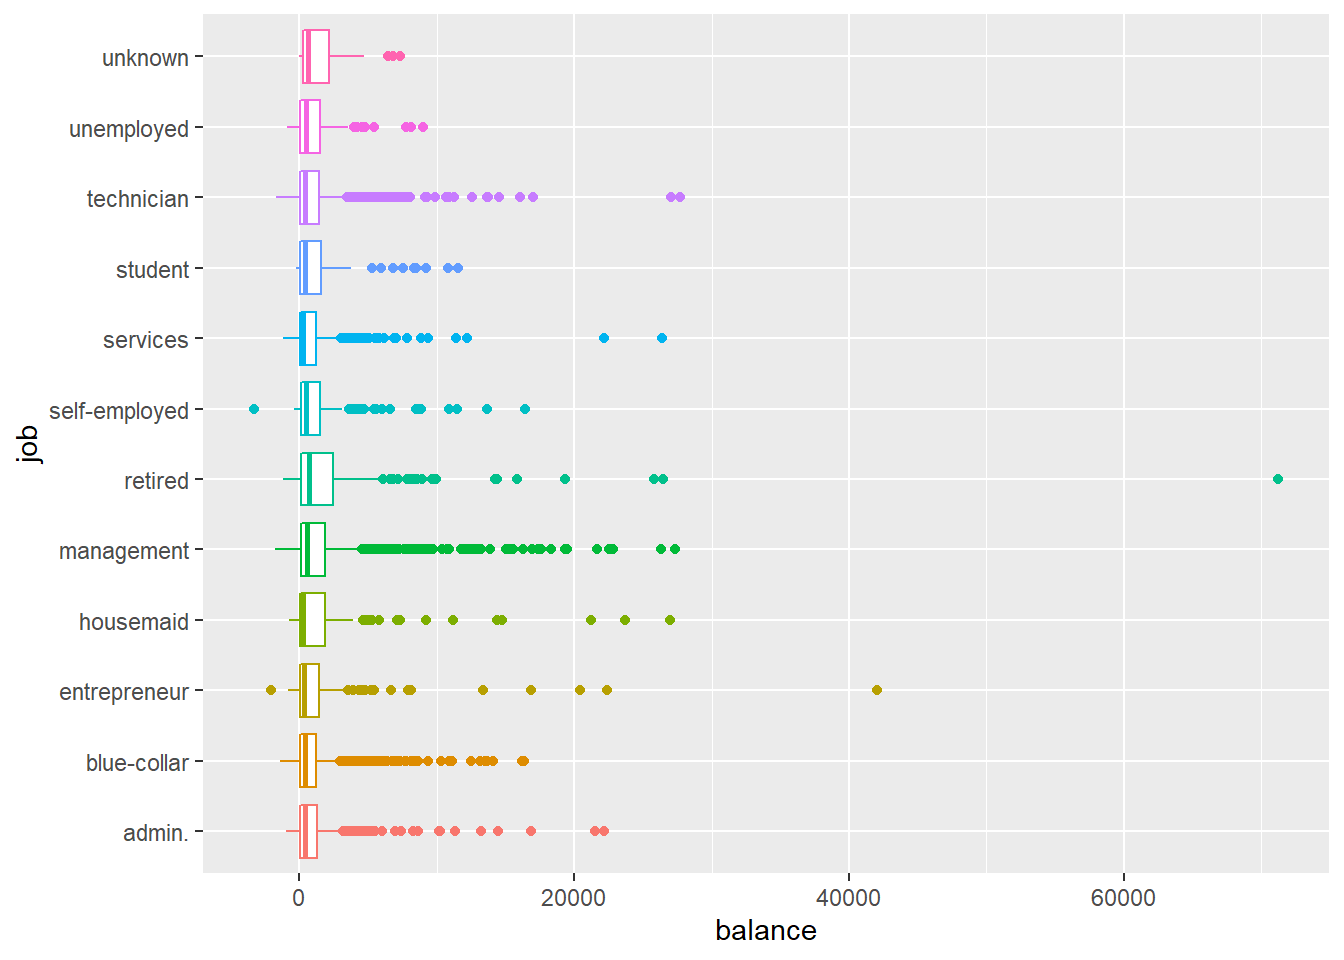 unknown
unemployed
technician
student
services
self-employed
retired
management
housemaid
entrepreneur
blue-collar
admin.
job
0 20000 40000 60000
balance